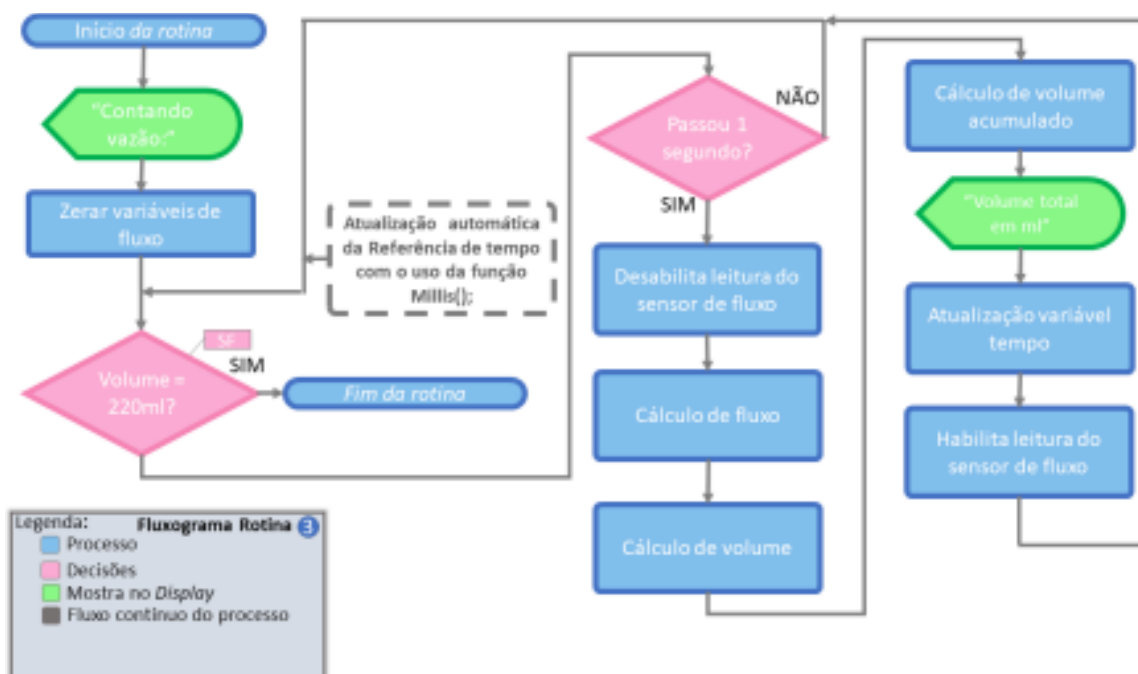 Início da rotina
"Contando
vazão:"
Zerar variáveis de
fluxo
Atualização automática
da Referência de tempo
com o uso da função
Millis();
SF
SIM
Volume =
220ml?
Fim da rotina
Passou 1
segundo?
NÃO
SIM
Desabilita leitura do
sensor de fluxo
Cálculo de fluxo
Cálculo de volume
Cálculo de volume
acumulado
"Volume total
em ml"
Atualização variável
tempo
Habilita leitura do
sensor de fluxo
Legenda: Fluxograma Rotina 3
Processo
Decisões
Mostra no Display
Fluxo contínuo do processo